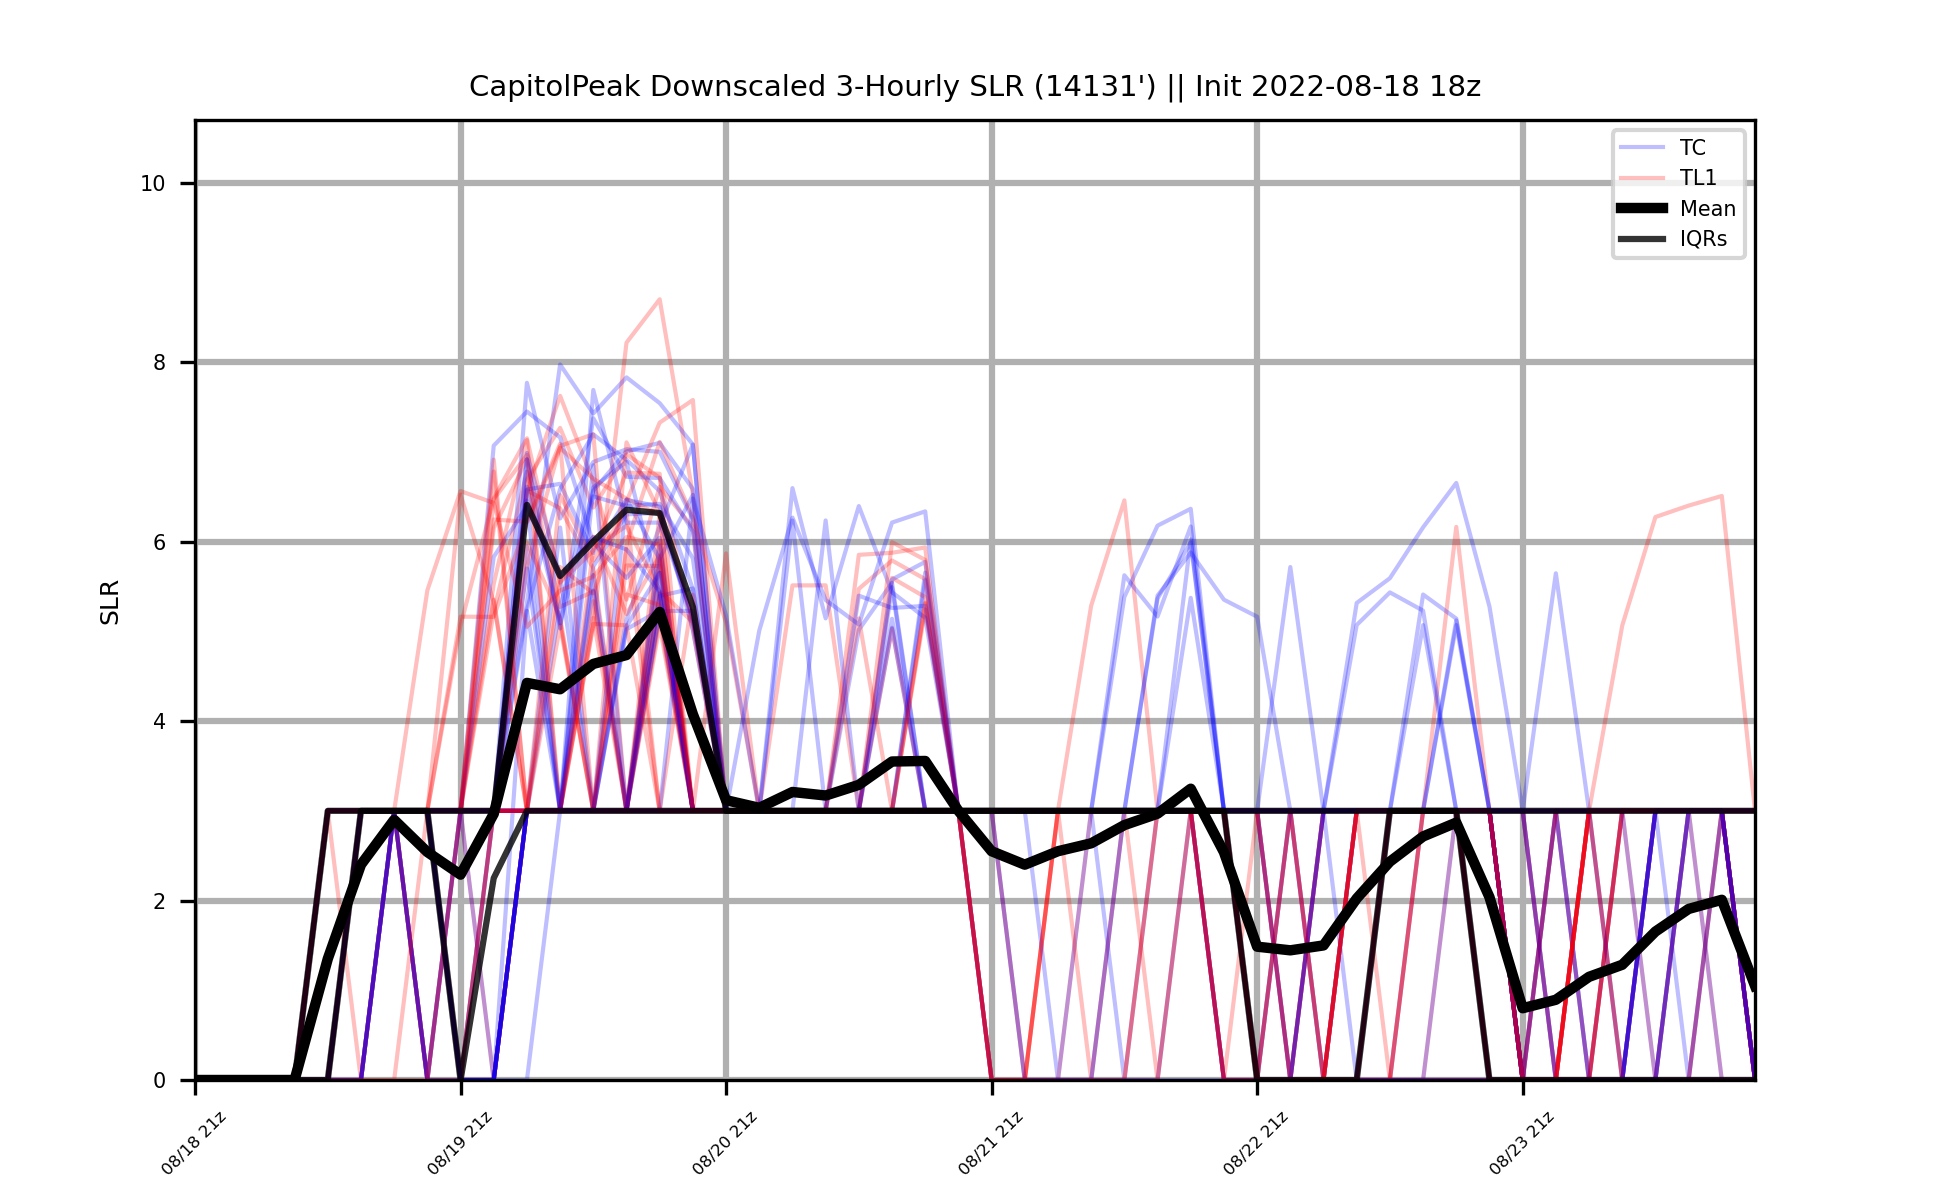 CapitolPeak Downscaled 3-Hourly SLR (14131') || Init 2022-08-18 18z
TC
TL1
Mean
IQRs
SLR
10
8
6
4
2
0
08/18 21z
08/19 21z
08/20 21z
08/21 21z
08/22 21z
08/23 21z